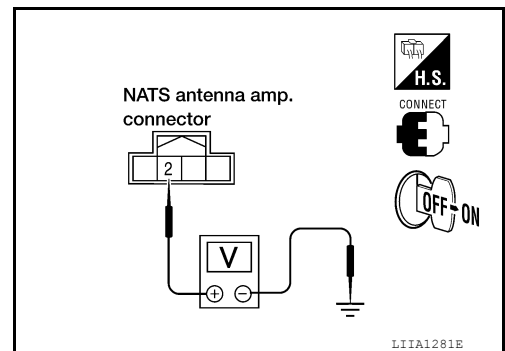 NATS antenna amp.
connector
2
V
+ −
H.S.
CONNECT
OFF ON
LIIA1281E